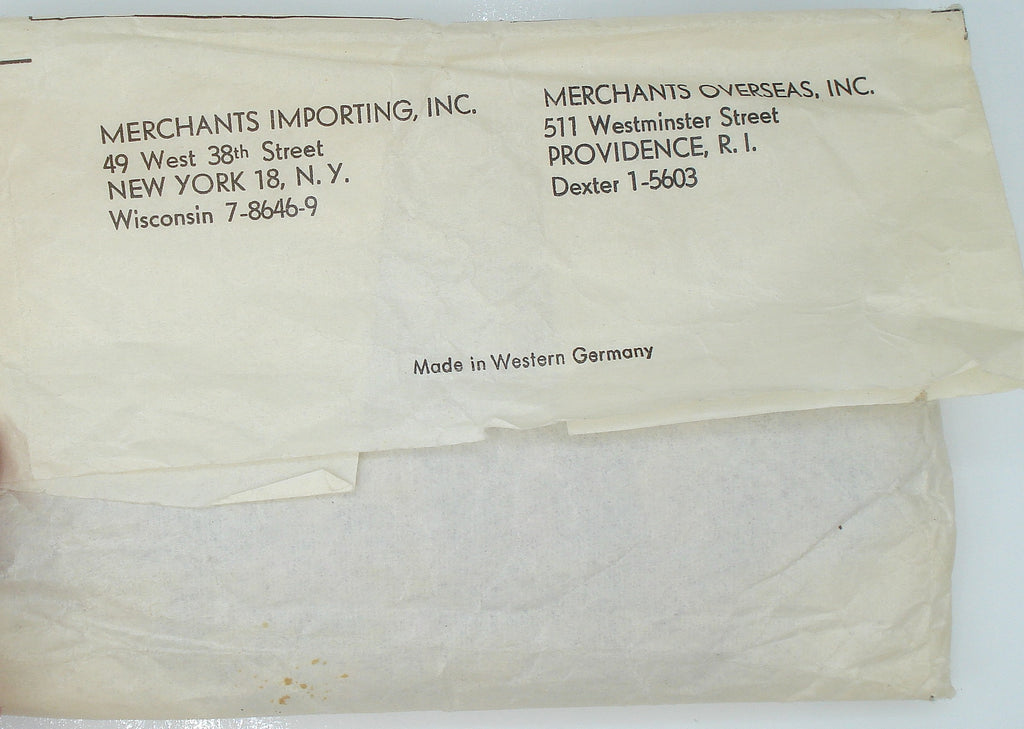 MERCHANTS IMPORTING, INC.
49 West 38th Street
NEW YORK 18, N. Y.
Wisconsin 7-8646-9
MERCHANTS OVERSEAS, INC.
511 Westminster Street
PROVIDENCE, R. I.
Dexter 1-5603
Made in Western Germany